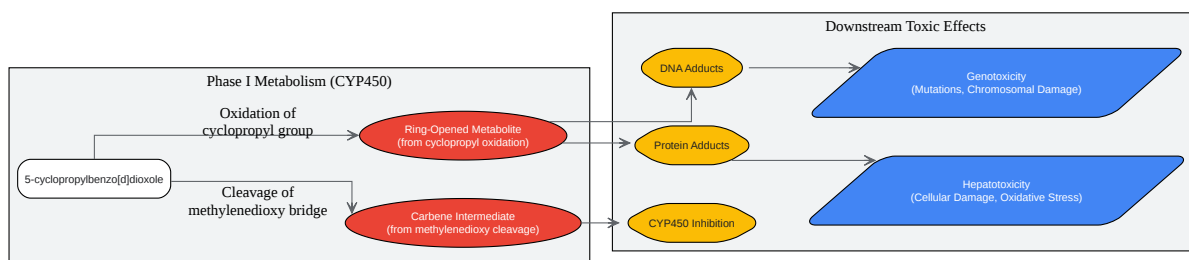 Downstream Toxic Effects
Phase I Metabolism (CYP450)
DNA Adducts
Genotoxicity
(Mutations, Chromosomal Damage)
Oxidation of
cyclopropyl group
Ring-Opened Metabolite
(from cyclopropyl oxidation)
Protein Adducts
5-cyclopropylbenzo[d]dioxole
Cleavage of
methylenedioxy bridge
Hepatotoxicity
(Cellular Damage, Oxidative Stress)
Carbene Intermediate
(from methylenedioxy cleavage)
CYP450 Inhibition